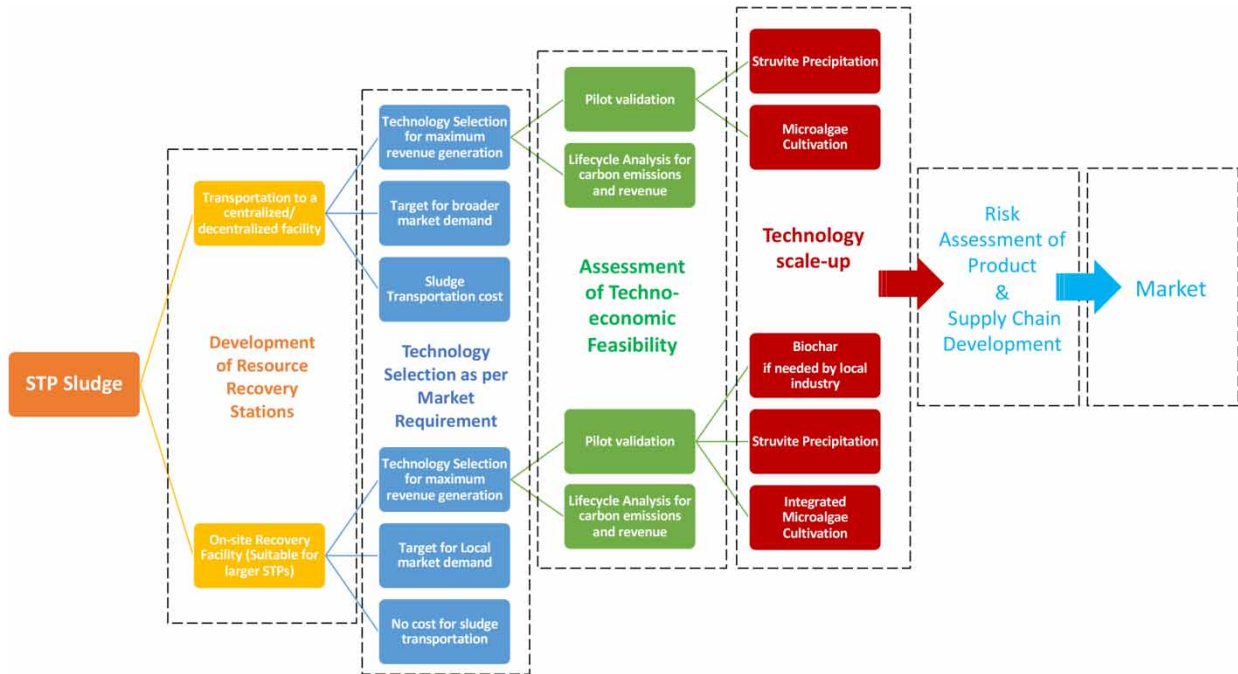 STP Sludge
Transportation to a
centralized/
decentralized facility
Development
of Resource
Recovery
Stations
On-site Recovery
Facility (Suitable for
larger STPs)
Technology Selection
for maximum
revenue generation
Target for broader
market demand
Sludge
Transportation cost
Technology
Selection as per
Market
Requirement
Technology Selection
for maximum
revenue generation
Target for Local
market demand
No cost for sludge
transportation
Pilot validation
Lifecycle Analysis for
carbon emissions
and revenue
Assessment
of Techno-
economic
Feasibility
Pilot validation
Lifecycle Analysis for
carbon emissions
and revenue
Struvite Precipitation
Microalgae
Cultivation
Technology
scale-up
Biochar
if needed by local
industry
Struvite Precipitation
Integrated
Microalgae
Cultivation
Risk
Assessment of
Product
&
Supply Chain
Development
Market